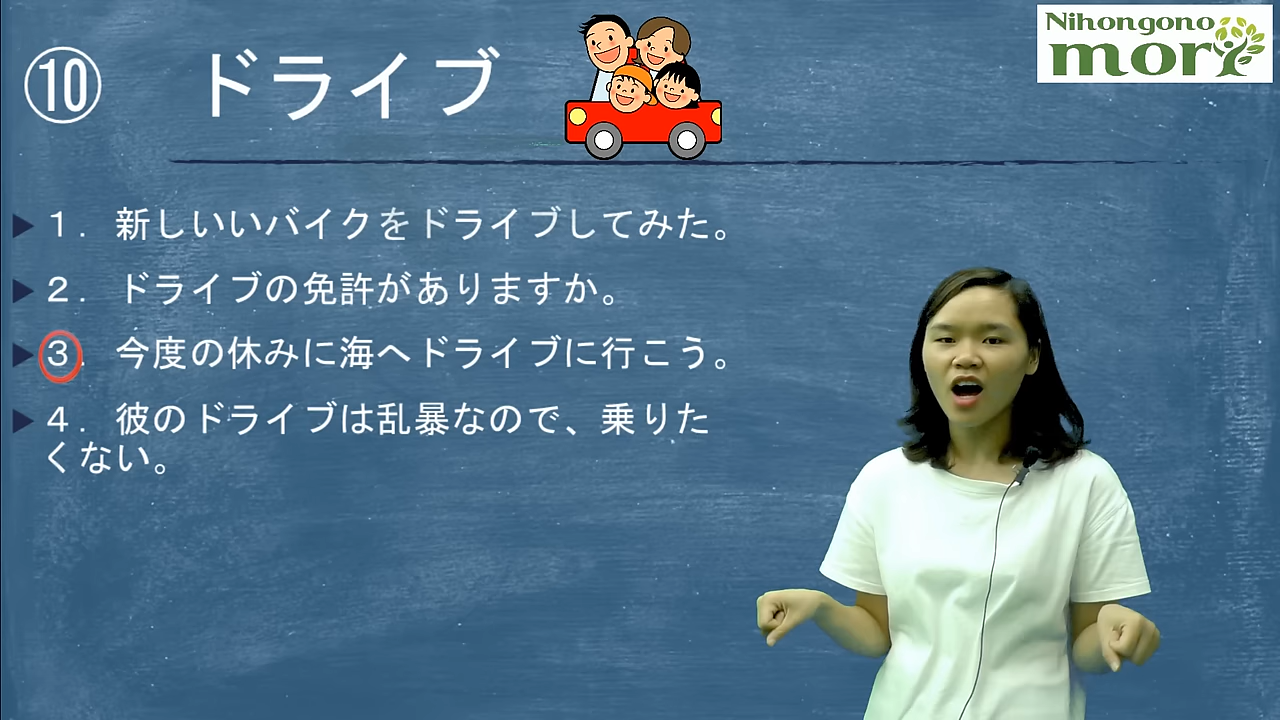 ⑩ ドライブ
Nihongono
mori
１．新しいいバイクをドライブしてみた。
２．ドライブの免許がありますか。
３．今度の休みに海へドライブに行こう。
４．彼のドライブは乱暴なので、乗りた
くない。